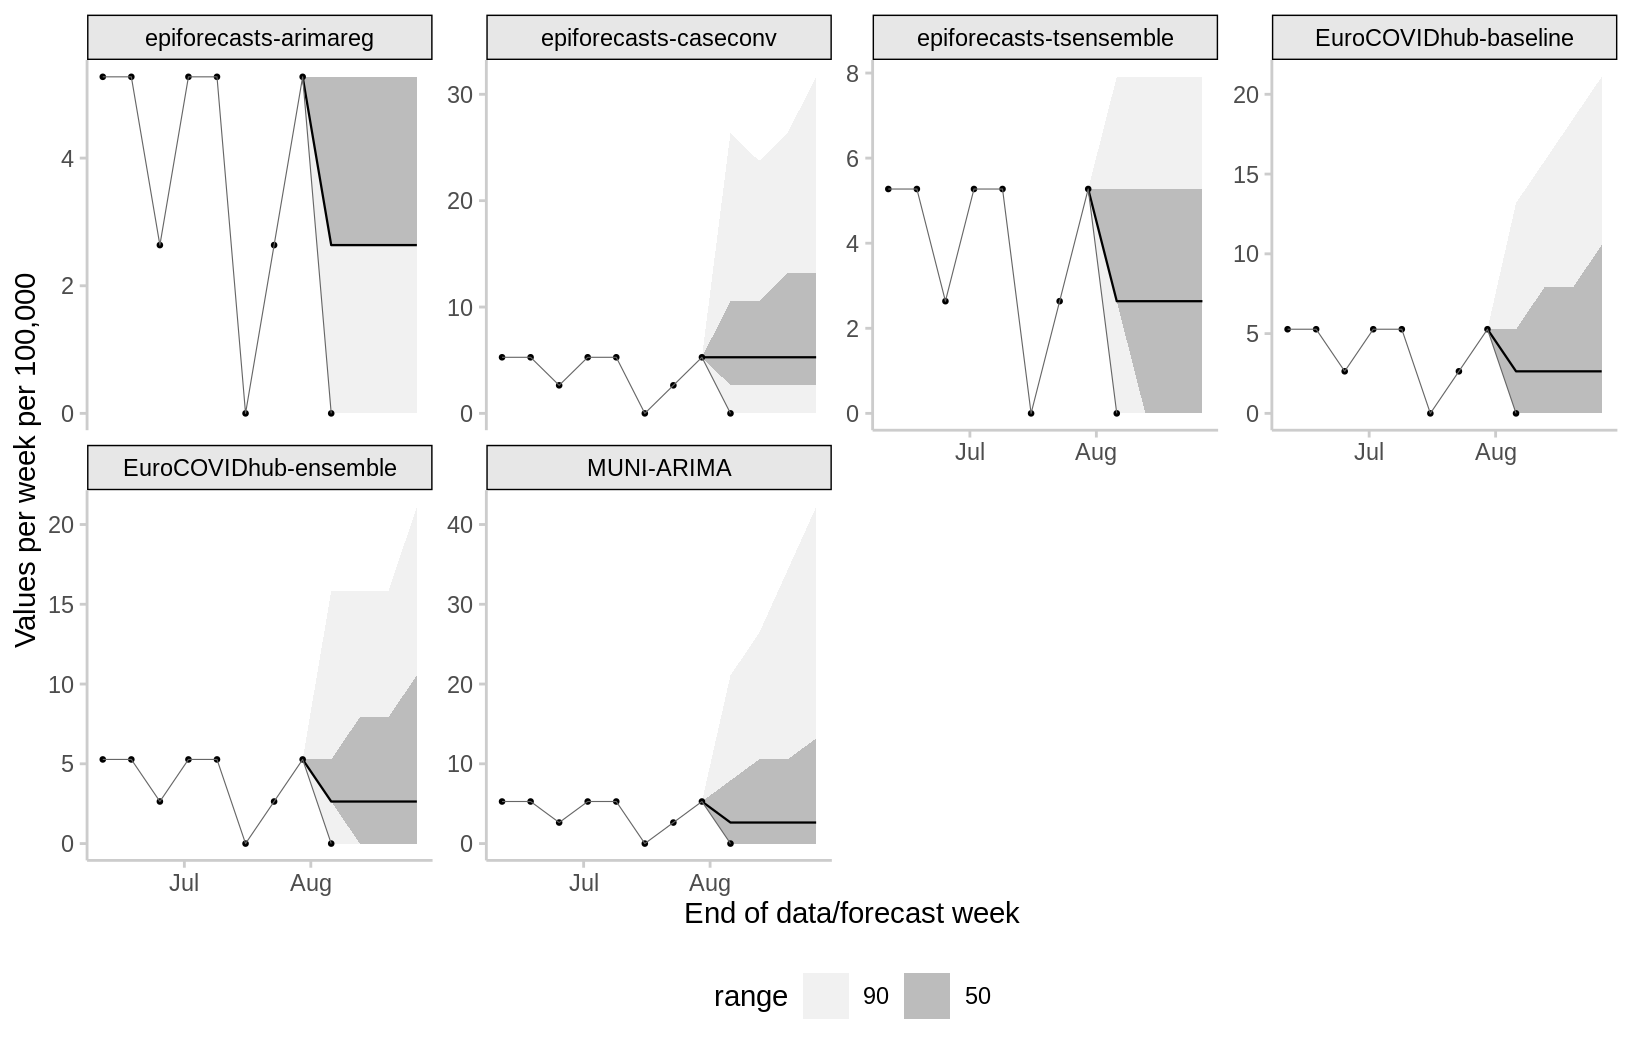 epiforecasts-arimareg
epiforecasts-caseconv
epiforecasts-tsensemble
EuroCOVIDhub-baseline
4
2
0
30
20
10
0
8
6
4
2
0
Jul Aug
20
15
10
5
0
Jul Aug
Values per week per 100,000
EuroCOVIDhub-ensemble
MUNI-ARIMA
20
15
10
5
0
Jul Aug
40
30
20
10
0
Jul Aug
End of data/forecast week
range 90 50